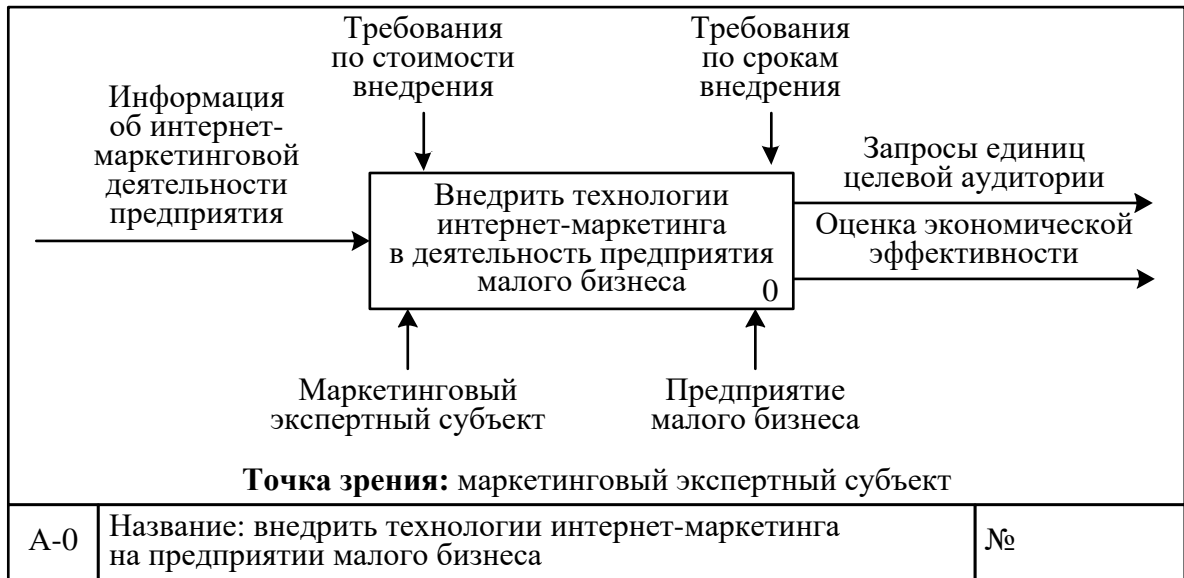 Требования
по стоимости
внедрения
Требования
по срокам
внедрения
Информация
об интернет-
маркетинговой
деятельности
предприятия
Внедрить технологии
интернет-маркетинга
в деятельность предприятия
малого бизнеса
0
Запросы единиц
целевой аудитории
Оценка экономической
эффективности
Маркетинговый
экспертный субъект
Предприятие
малого бизнеса
Точка зрения: маркетинговый экспертный субъект
А-0
Название: внедрить технологии интернет-маркетинга
на предприятии малого бизнеса
№